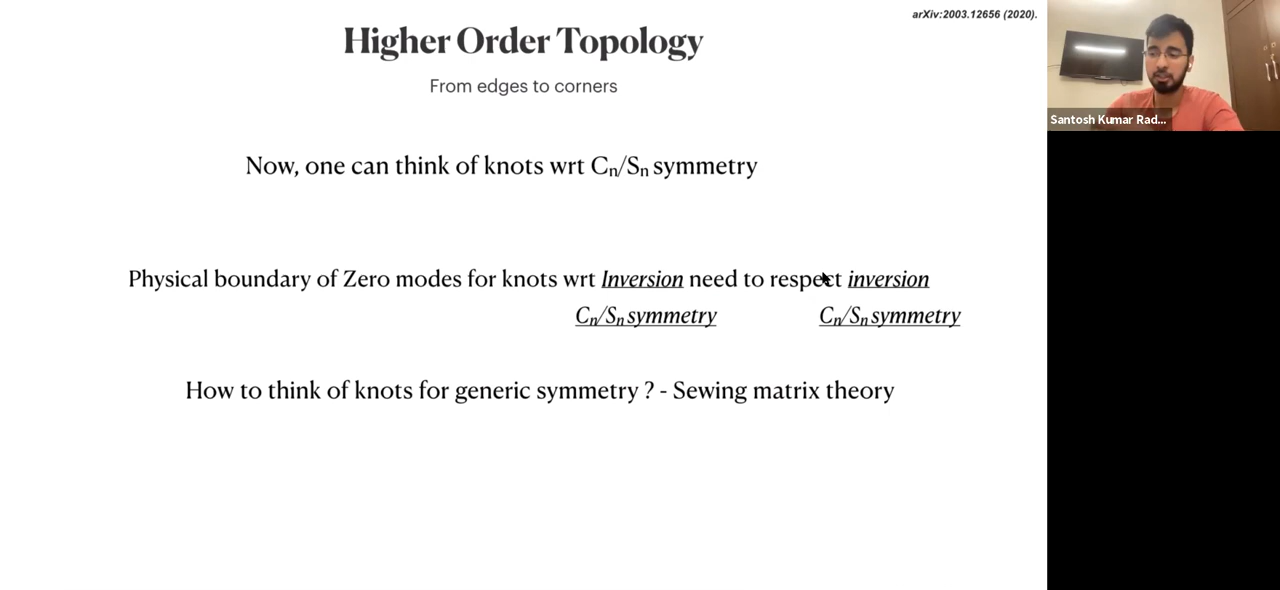 arXiv:2003.12656 (2020).
Higher Order Topology
From edges to corners
Santosh Kumar Rad...
Now, one can think of knots wrt Cₙ/Sₙ symmetry
Physical boundary of Zero modes for knots wrt Inversion need to respect inversion
Cₙ/Sₙ symmetry Cₙ/Sₙ symmetry
How to think of knots for generic symmetry ? - Sewing matrix theory